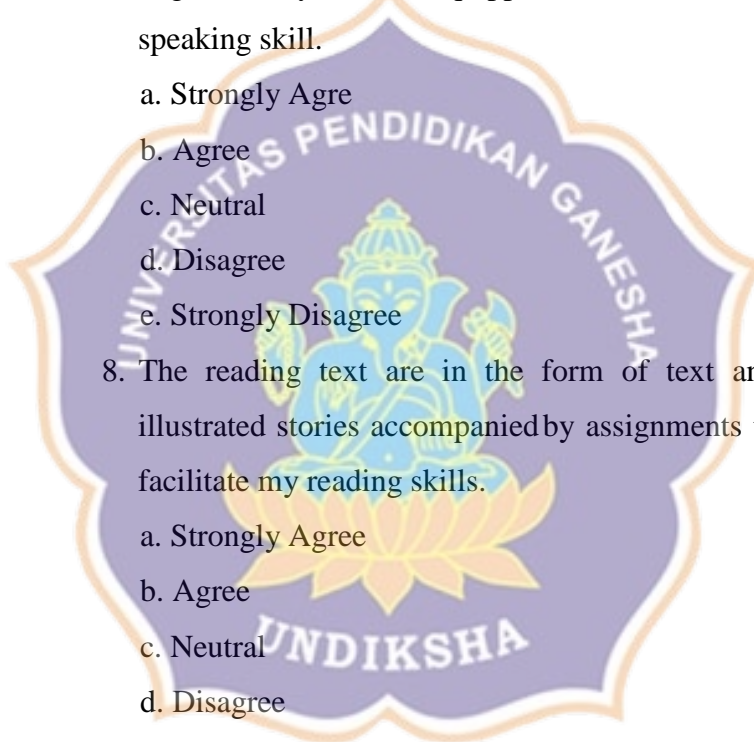 speaking skill.
a. Strongly Agre
b. Agree
c. Neutral
d. Disagree
e. Strongly Disagree
8. The reading text are in the form of text
illustrated stories accompanied by assignments
facilitate my reading skills.
a. Strongly Agree
b. Agree
c. Neutral
d. Disagree
UNIVERSITAS PENDIDIKAN GANESHA
UNDIKSHA